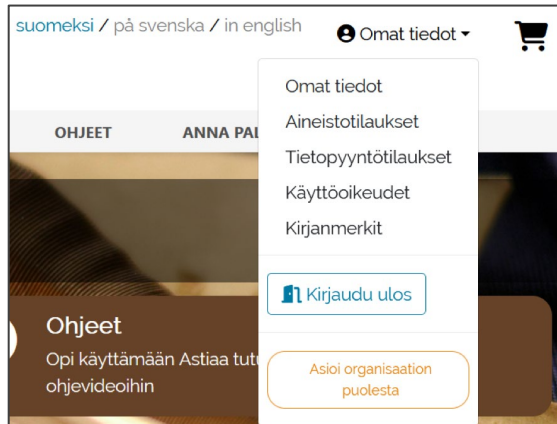 suomeksi / på svenska / in english
Omat tiedot
Omat tiedot
Aineistotilaukset
OHJEET
ANNA PAL
Tietopyyntötilaukset
Käyttöoikeudet
Kirjanmerkit
Kirjaudu ulos
Ohjeet
Opi käyttämään Astiaa tutu
ohjevideoihin
Asioi organisaation
puolesta